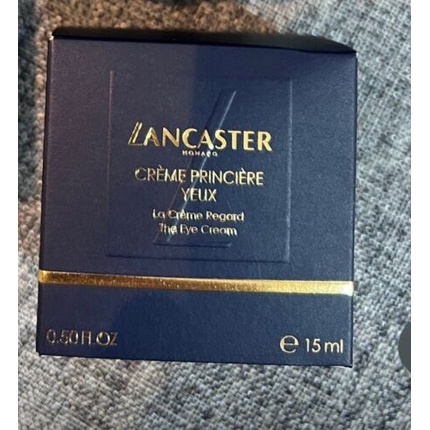 LANCASTER
MONACO
CRÈME PRINCIÈRE
YEUX
La Crème Regard
The Eye Cream
0.50 FL OZ
℮ 15 ml